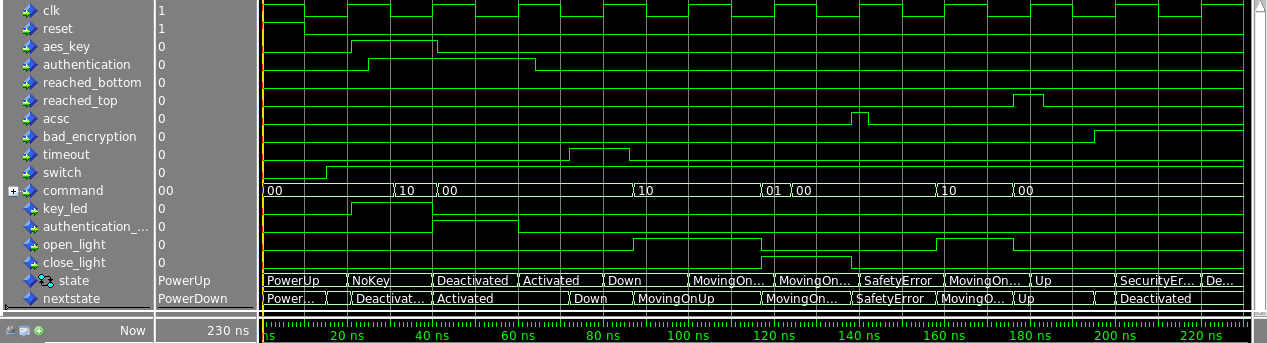 clk 1
reset 1
aes_key 0
authentication 0
reached_bottom 0
reached_top 0
acsc 0
bad_encryption 0
timeout 0
switch 0
command 00 00 10 00 10 01 00 10 00
key_led 0
authentication_... 0
open_light 0
close_light 0
state PowerUp PowerUp NoKey Deactivated Activated Down MovingOn... MovingOn... SafetyError MovingOn... Up SecurityEr... De...
nextstate PowerDown Power... Deactivat... Activated Down MovingOnUp MovingOn... SafetyError MovingO... Up Deactivated
Now 230 ns ns 20 ns 40 ns 60 ns 80 ns 100 ns 120 ns 140 ns 160 ns 180 ns 200 ns 220 ns